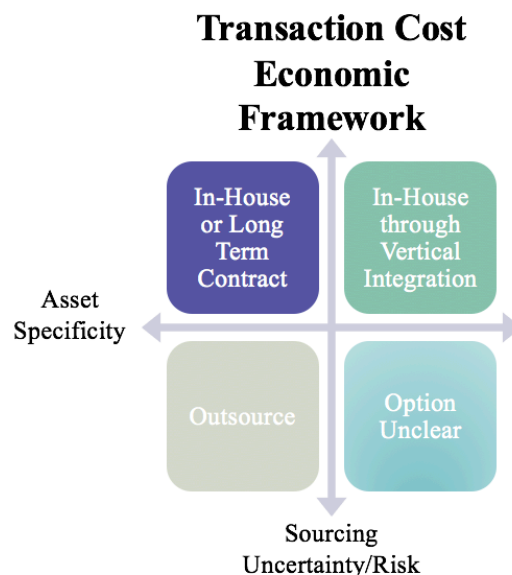 Transaction Cost
Economic
Framework
In-House
or Long
Term
Contract
In-House
through
Vertical
Integration
Asset
Specificity
Outsource
Option
Unclear
Sourcing
Uncertainty/Risk